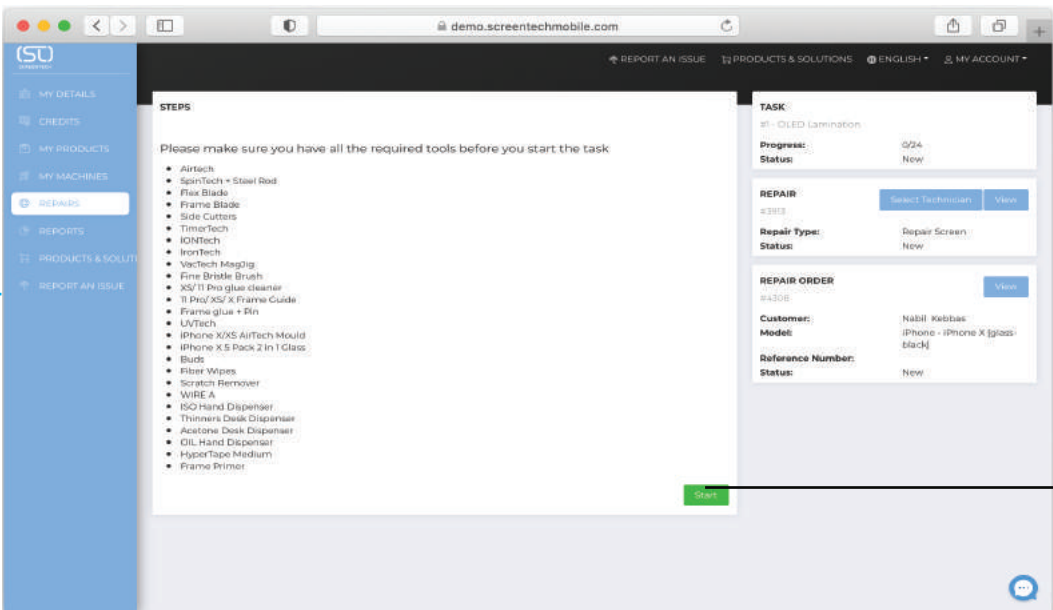 demo.screentechmobile.com
REPORT AN ISSUE
PRODUCTS & SOLUTIONS
ENGLISH
MY ACCOUNT
MY DETAILS
CREDITS
MY PRODUCTS
MY MACHINES
REPAIRS
REPORTS
PRODUCTS & SOLUTI
REPORT AN ISSUE
STEPS
Please make sure you have all the required tools before you start the task
Airtech
SpinTech + Steel Rod
Flex Blade
Frame Blade
Side Cutters
TimerTech
IONTech
IronTech
VacTech MagJig
Fine Bristle Brush
XS/11 Pro glue cleaner
11 Pro/ XS/ X Frame Guide
Frame glue + Pin
UVTech
iPhone X/XS AirTech Mould
iPhone X 5 Pack 2 in 1 Glass
Buds
Fiber Wipes
Scratch Remover
WIRE A
ISO Hand Dispenser
Thinners Desk Dispenser
Acetone Desk Dispenser
OIL Hand Dispenser
HyperTape Medium
Frame Primer
Start
TASK
#1 - OLED Lamination
Progress: 0/24
Status: New
REPAIR
#3913
Select Technician
View
Repair Type: Repair Screen
Status: New
REPAIR ORDER
#4308
View
Customer: Nabil Kebbas
Model: iPhone - iPhone X [glass-
black]
Reference Number:
Status: New